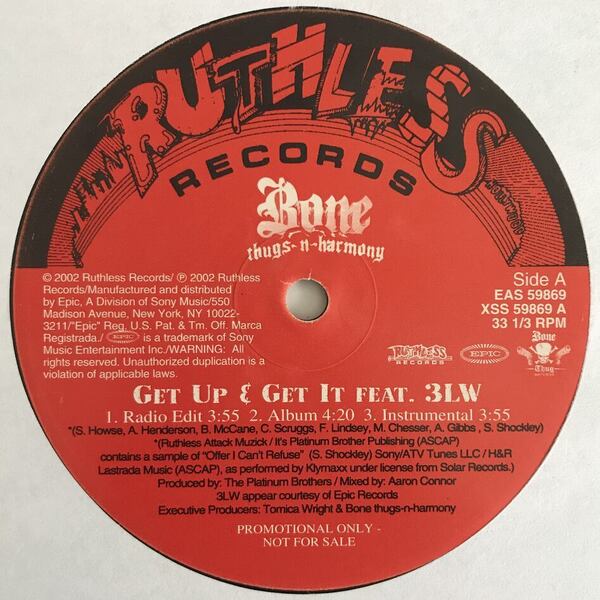 RUTHLESS
RECORDS
HOLLYWOOD
Bone
thugs-n-harmony
© 2002 Ruthless Records/ ℗ 2002 Ruthless
Records/Manufactured and distributed
by Epic, A Division of Sony Music/550
Madison Avenue, New York, NY 10022-
3211/"Epic" Reg. U.S. Pat. & Tm. Off. Marca
Registrada./ EPIC is a trademark of Sony
Music Entertainment Inc./WARNING: All
rights reserved. Unauthorized duplication is a
violation of applicable laws.
Side A
EAS 59869
XSS 59869 A
33 1/3 RPM
RUTHLESS
RECORDS
EPIC
Bone
Thug
GET UP & GET IT FEAT. 3LW
1. Radio Edit 3:55 2. Album 4:20 3. Instrumental 3:55
*(S. Howse, A. Henderson, B. McCane, C. Scruggs, F. Lindsey, M. Chesser, A. Gibbs , S. Shockley)
*(Ruthless Attack Muzick / It's Platinum Brother Publishing (ASCAP)
contains a sample of "Offer I Can't Refuse" (S. Shockley) Sony/ATV Tunes LLC / H&R
Lastrada Music (ASCAP), as performed by Klymaxx under license from Solar Records.)
Produced by: The Platinum Brothers / Mixed by: Aaron Connor
3LW appear courtesy of Epic Records
Executive Producers: Tomica Wright & Bone thugs-n-harmony
PROMOTIONAL ONLY -
NOT FOR SALE